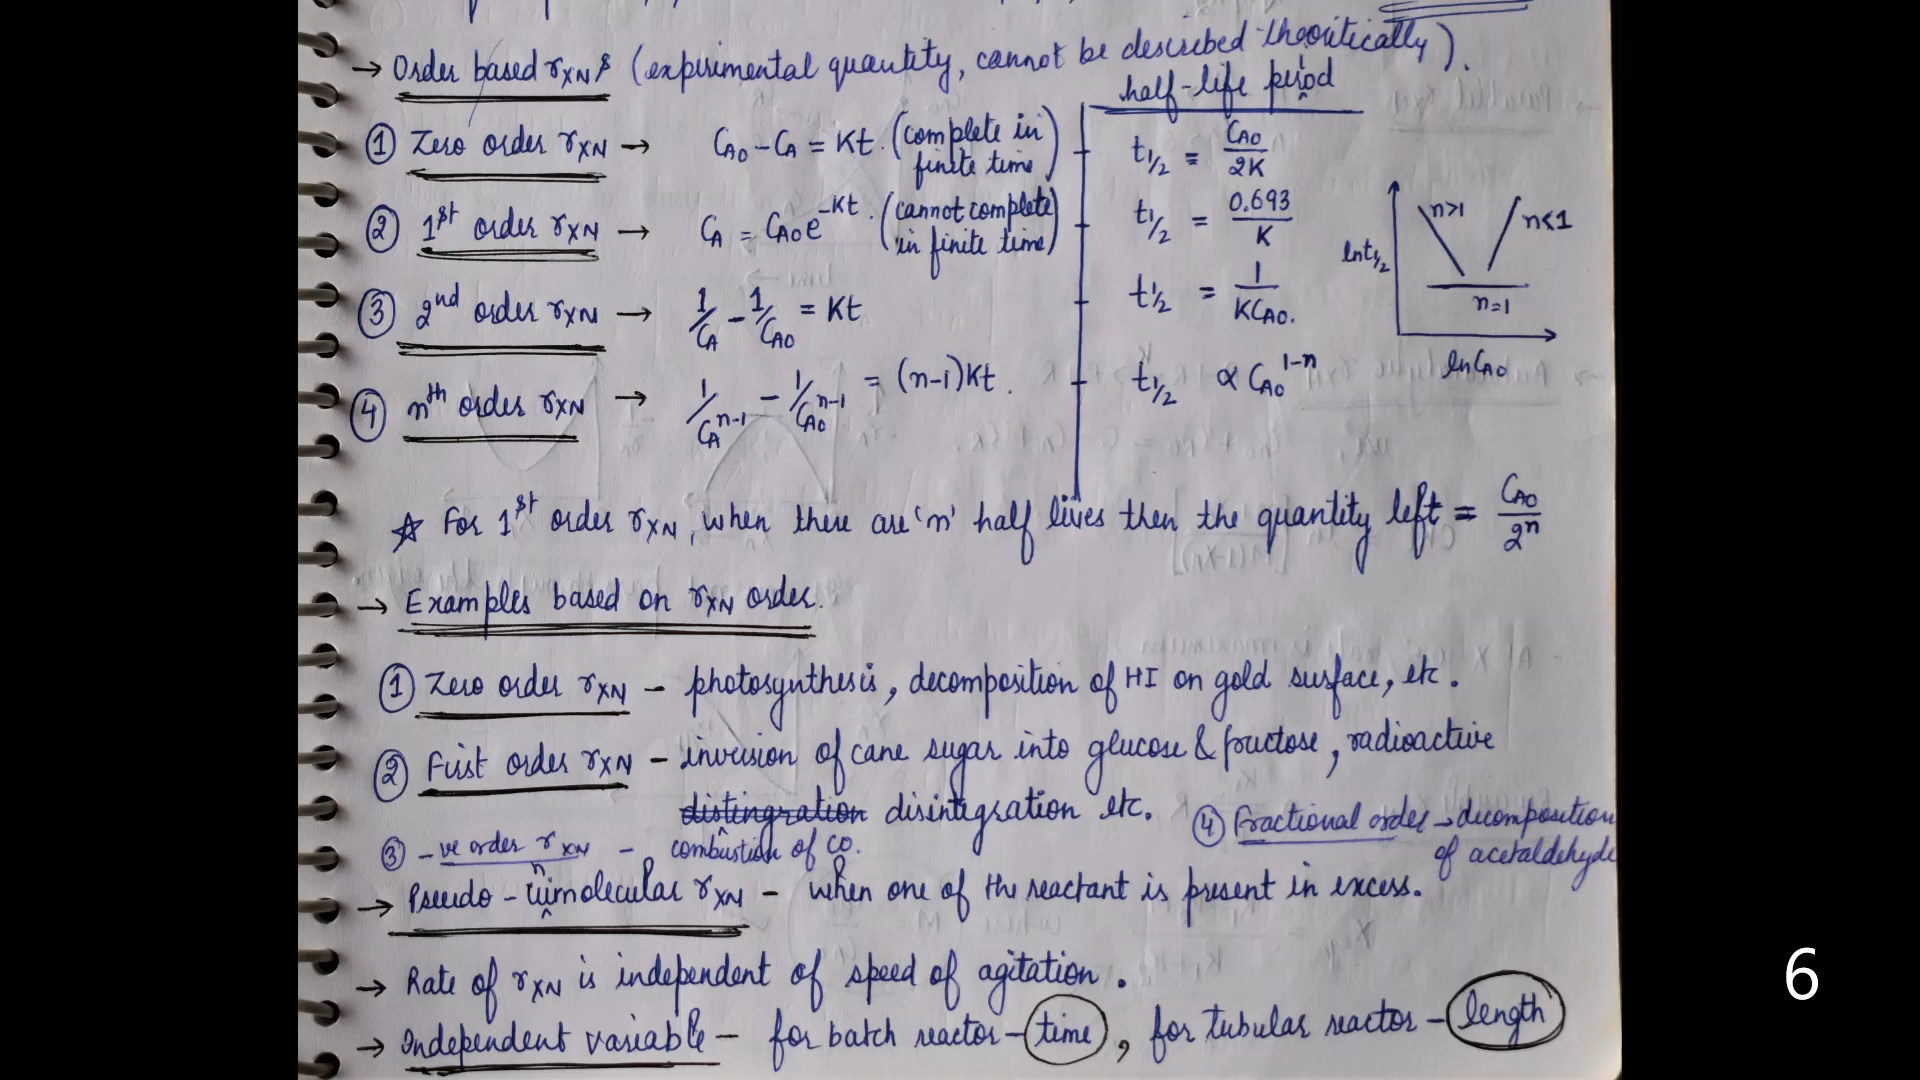 → Order based rXNs (experimental quantity, cannot be described theoritically).
half-life period
① Zero order rXN → CA0 - CA = Kt. (complete in finite time) t1/2 = CA0/2K
② 1st order rXN → CA = CA0 e^-Kt. (cannot complete in finite time) t1/2 = 0.693/K
③ 2nd order rXN → 1/CA - 1/CA0 = Kt t1/2 = 1/KCA0.
④ nth order rXN → 1/CA^n-1 - 1/CA0^n-1 = (n-1)Kt. t1/2 ∝ CA0^1-n
n>1
n<1
ln t1/2
n=1
ln CA0
☆ For 1st order rXN, when there are 'n' half lives then the quantity left = CA0/2^n
→ Examples based on rXN order.
① Zero order rXN - photosynthesis, decomposition of HI on gold surface, etc.
② First order rXN - inversion of cane sugar into glucose & fructose, radioactive
distingration disintegration etc.
③ -ve order rXN - combustion of CO.
④ Fractional order → decomposition
of acetaldehyde
→ Pseudo-unimolecular rXN - when one of the reactant is present in excess.
→ Rate of rXN is independent of speed of agitation.
→ Independent variable - for batch reactor - time, for tubular reactor - length
6